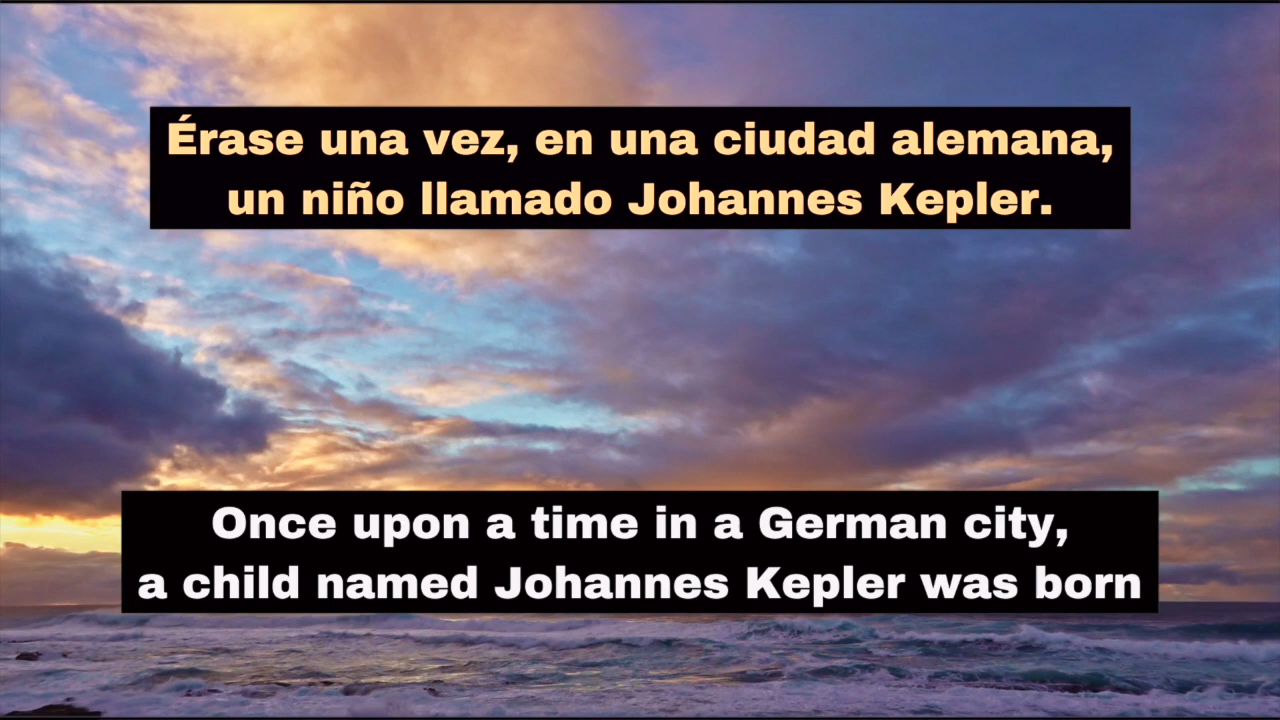 Érase una vez, en una ciudad alemana,
un niño llamado Johannes Kepler.
Once upon a time in a German city,
a child named Johannes Kepler was born